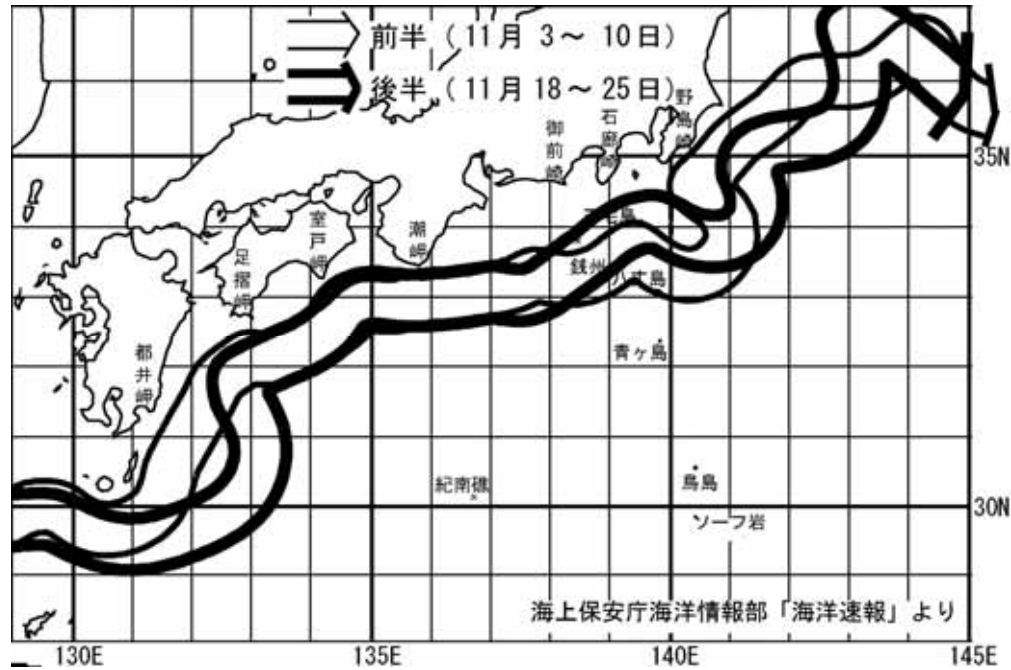 前半(11月 3～ 10日)
後半(11月 18～ 25日)
野島崎
石廊崎
御前崎
35N
室戸岬
潮岬
足摺岬
銭州
八丈島
青ヶ島
都井岬
紀南礁
鳥島
30N
ソーフ岩
海上保安庁海洋情報部「海洋速報」より
130E
135E
140E
145E